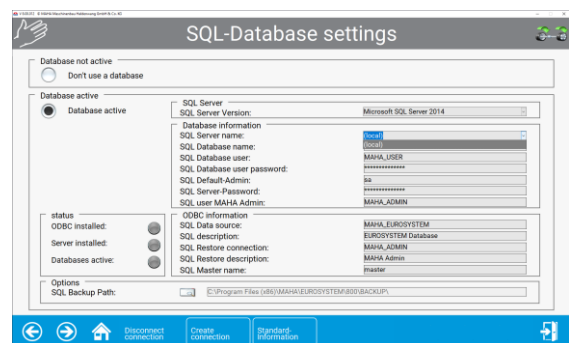 SQL-Database settings
Database not active
Don't use a database
Database active
Database active
SQL Server
SQL Server Version: Microsoft SQL Server 2014
Database information
SQL Server name: (local)
(local)
SQL Database name:
SQL Database user: MAHA_USER
SQL Database user password: **************
SQL Default-Admin: sa
SQL Server-Password: **************
SQL user MAHA Admin: MAHA_ADMIN
status
ODBC installed:
Server installed:
Databases active:
ODBC information
SQL Data source: MAHA_EUROSYSTEM
SQL description: EUROSYSTEM Database
SQL Restore connection: MAHA_ADMIN
SQL Restore description: MAHA Admin
SQL Master name: master
Options
SQL Backup Path: C:\Program Files (x86)\MAHA\EUROSYSTEM\800\BACKUP\
Disconnect
connection
Create
connection
Standard-
Information